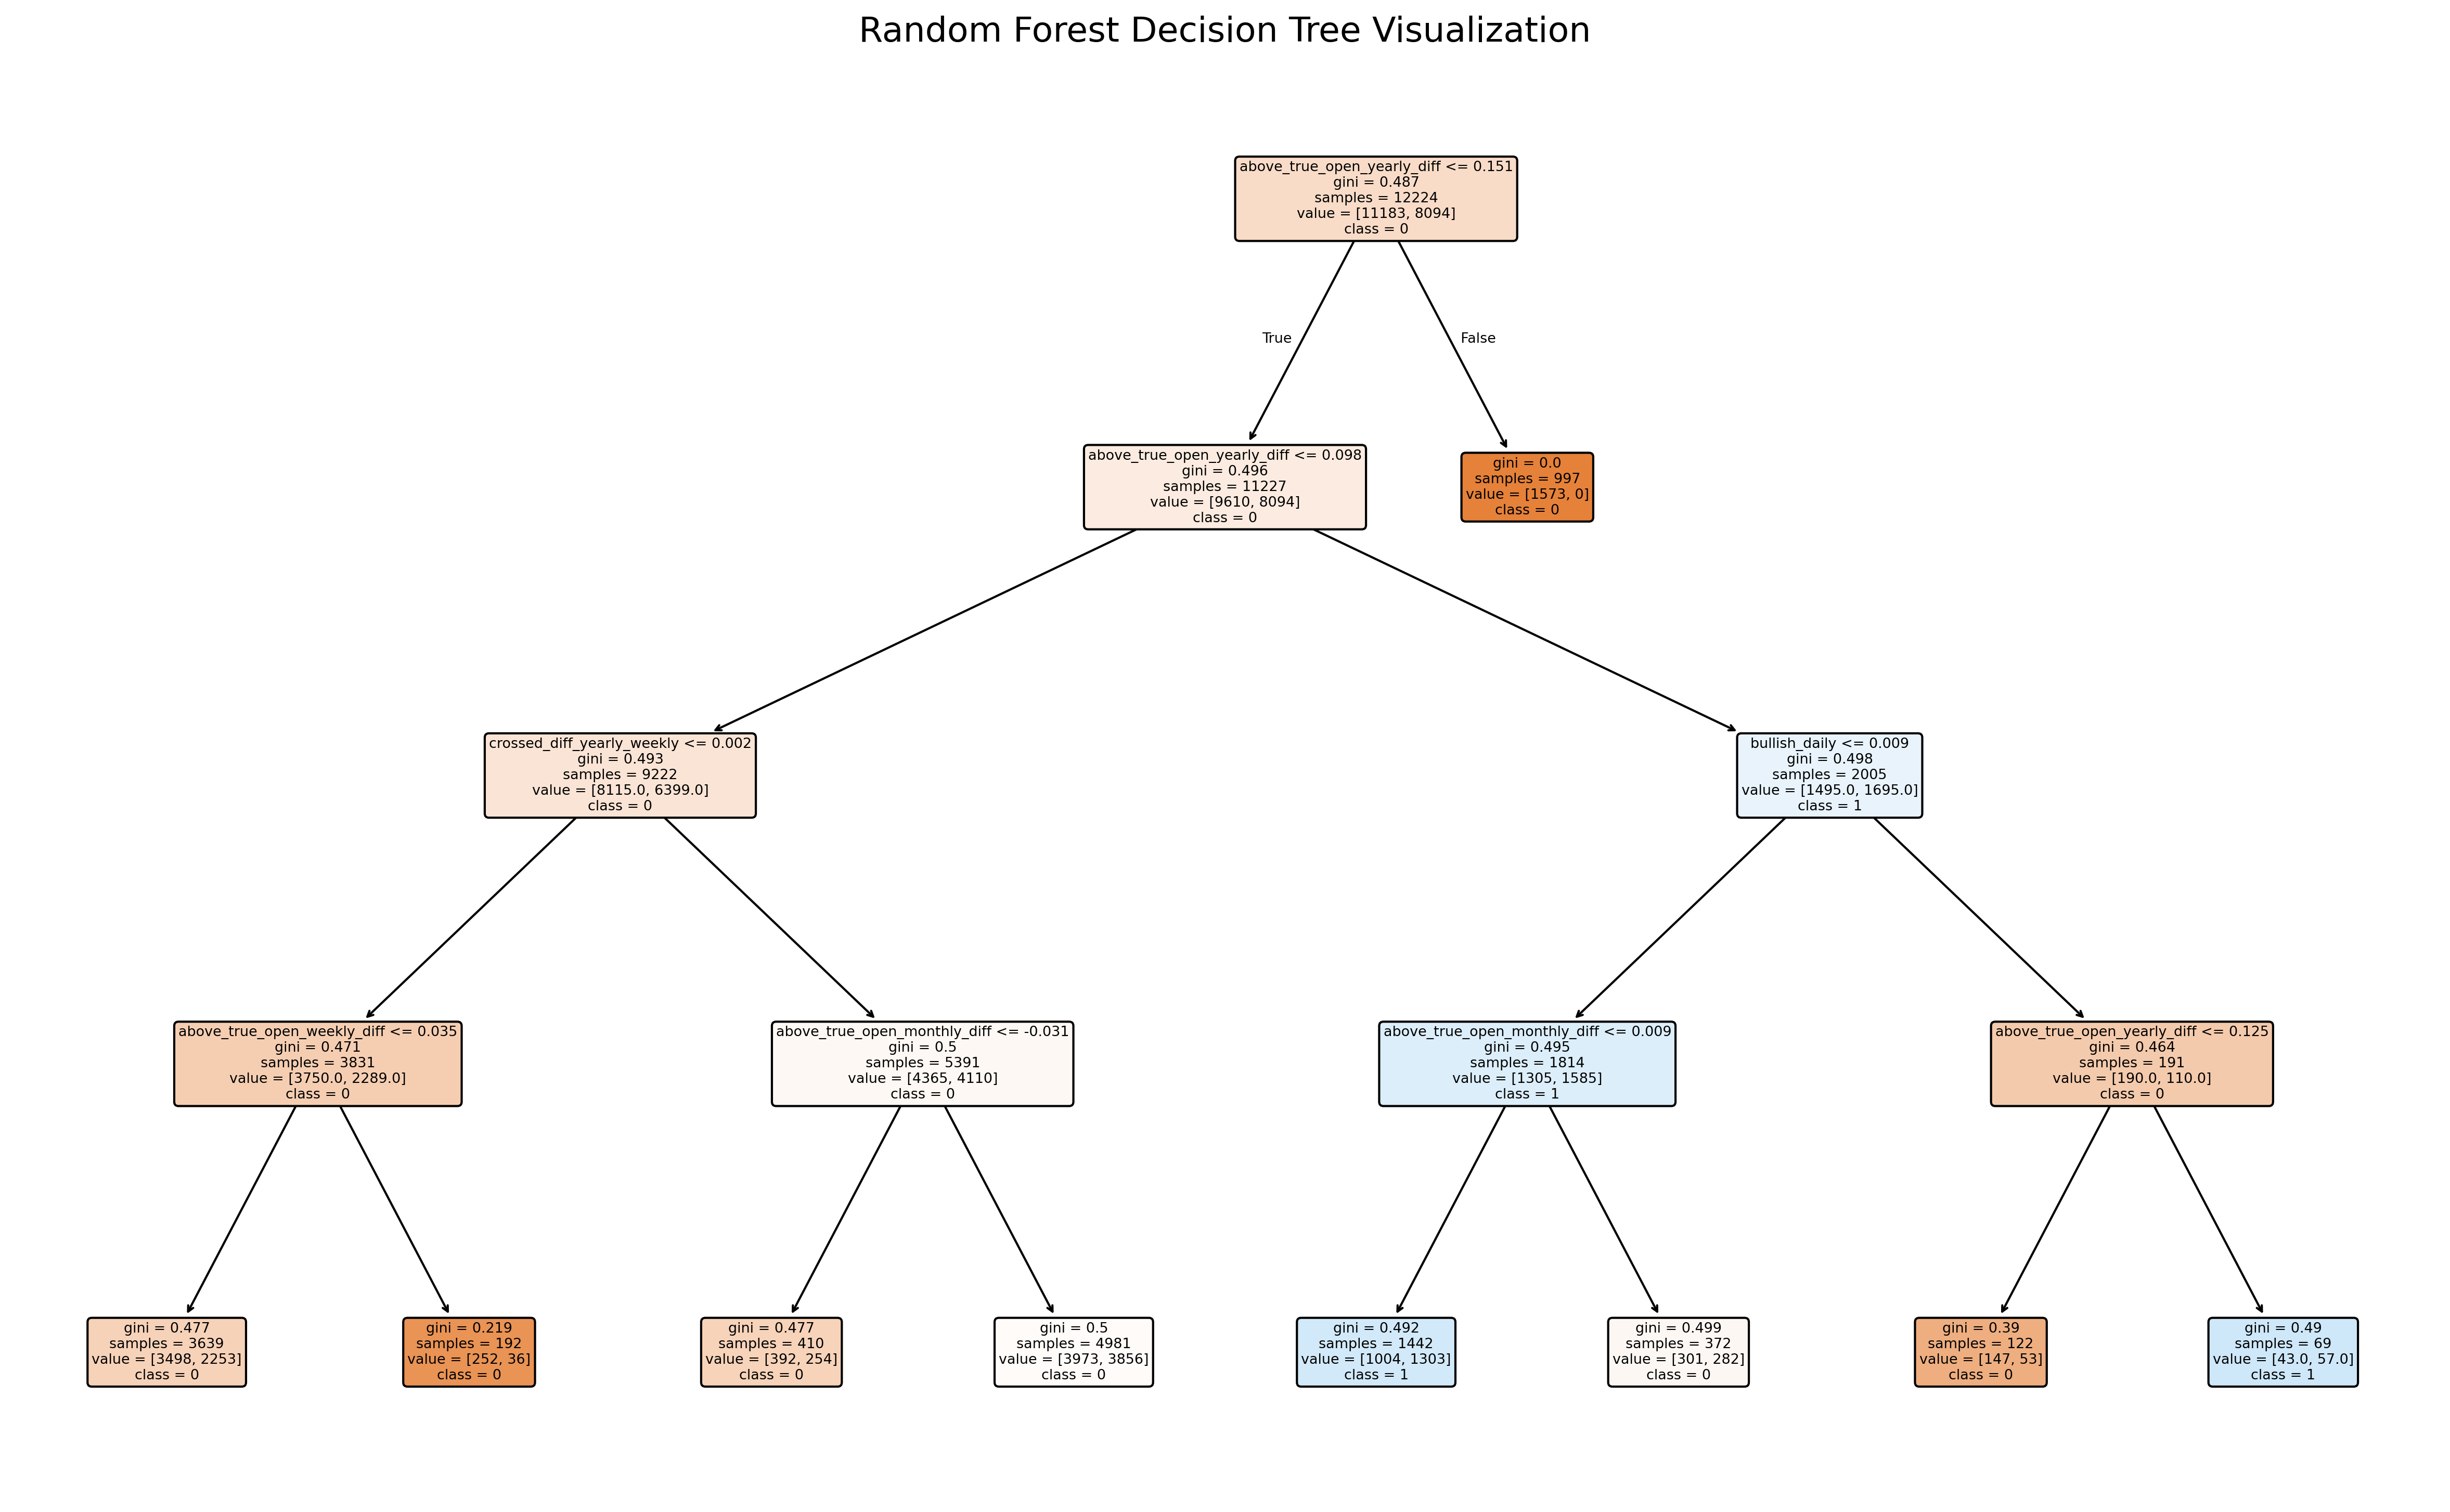 Random Forest Decision Tree Visualization
above_true_open_yearly_diff <= 0.151
gini = 0.487
samples = 12224
value = [11183, 8094]
class = 0
True
False
above_true_open_yearly_diff <= 0.098
gini = 0.496
samples = 11227
value = [9610, 8094]
class = 0
gini = 0.0
samples = 997
value = [1573, 0]
class = 0
crossed_diff_yearly_weekly <= 0.002
gini = 0.493
samples = 9222
value = [8115.0, 6399.0]
class = 0
bullish_daily <= 0.009
gini = 0.498
samples = 2005
value = [1495.0, 1695.0]
class = 1
above_true_open_weekly_diff <= 0.035
gini = 0.471
samples = 3831
value = [3750.0, 2289.0]
class = 0
above_true_open_monthly_diff <= -0.031
gini = 0.5
samples = 5391
value = [4365, 4110]
class = 0
above_true_open_monthly_diff <= 0.009
gini = 0.495
samples = 1814
value = [1305, 1585]
class = 1
above_true_open_yearly_diff <= 0.125
gini = 0.464
samples = 191
value = [190.0, 110.0]
class = 0
gini = 0.477
samples = 3639
value = [3498, 2253]
class = 0
gini = 0.219
samples = 192
value = [252, 36]
class = 0
gini = 0.477
samples = 410
value = [392, 254]
class = 0
gini = 0.5
samples = 4981
value = [3973, 3856]
class = 0
gini = 0.492
samples = 1442
value = [1004, 1303]
class = 1
gini = 0.499
samples = 372
value = [301, 282]
class = 0
gini = 0.39
samples = 122
value = [147, 53]
class = 0
gini = 0.49
samples = 69
value = [43.0, 57.0]
class = 1